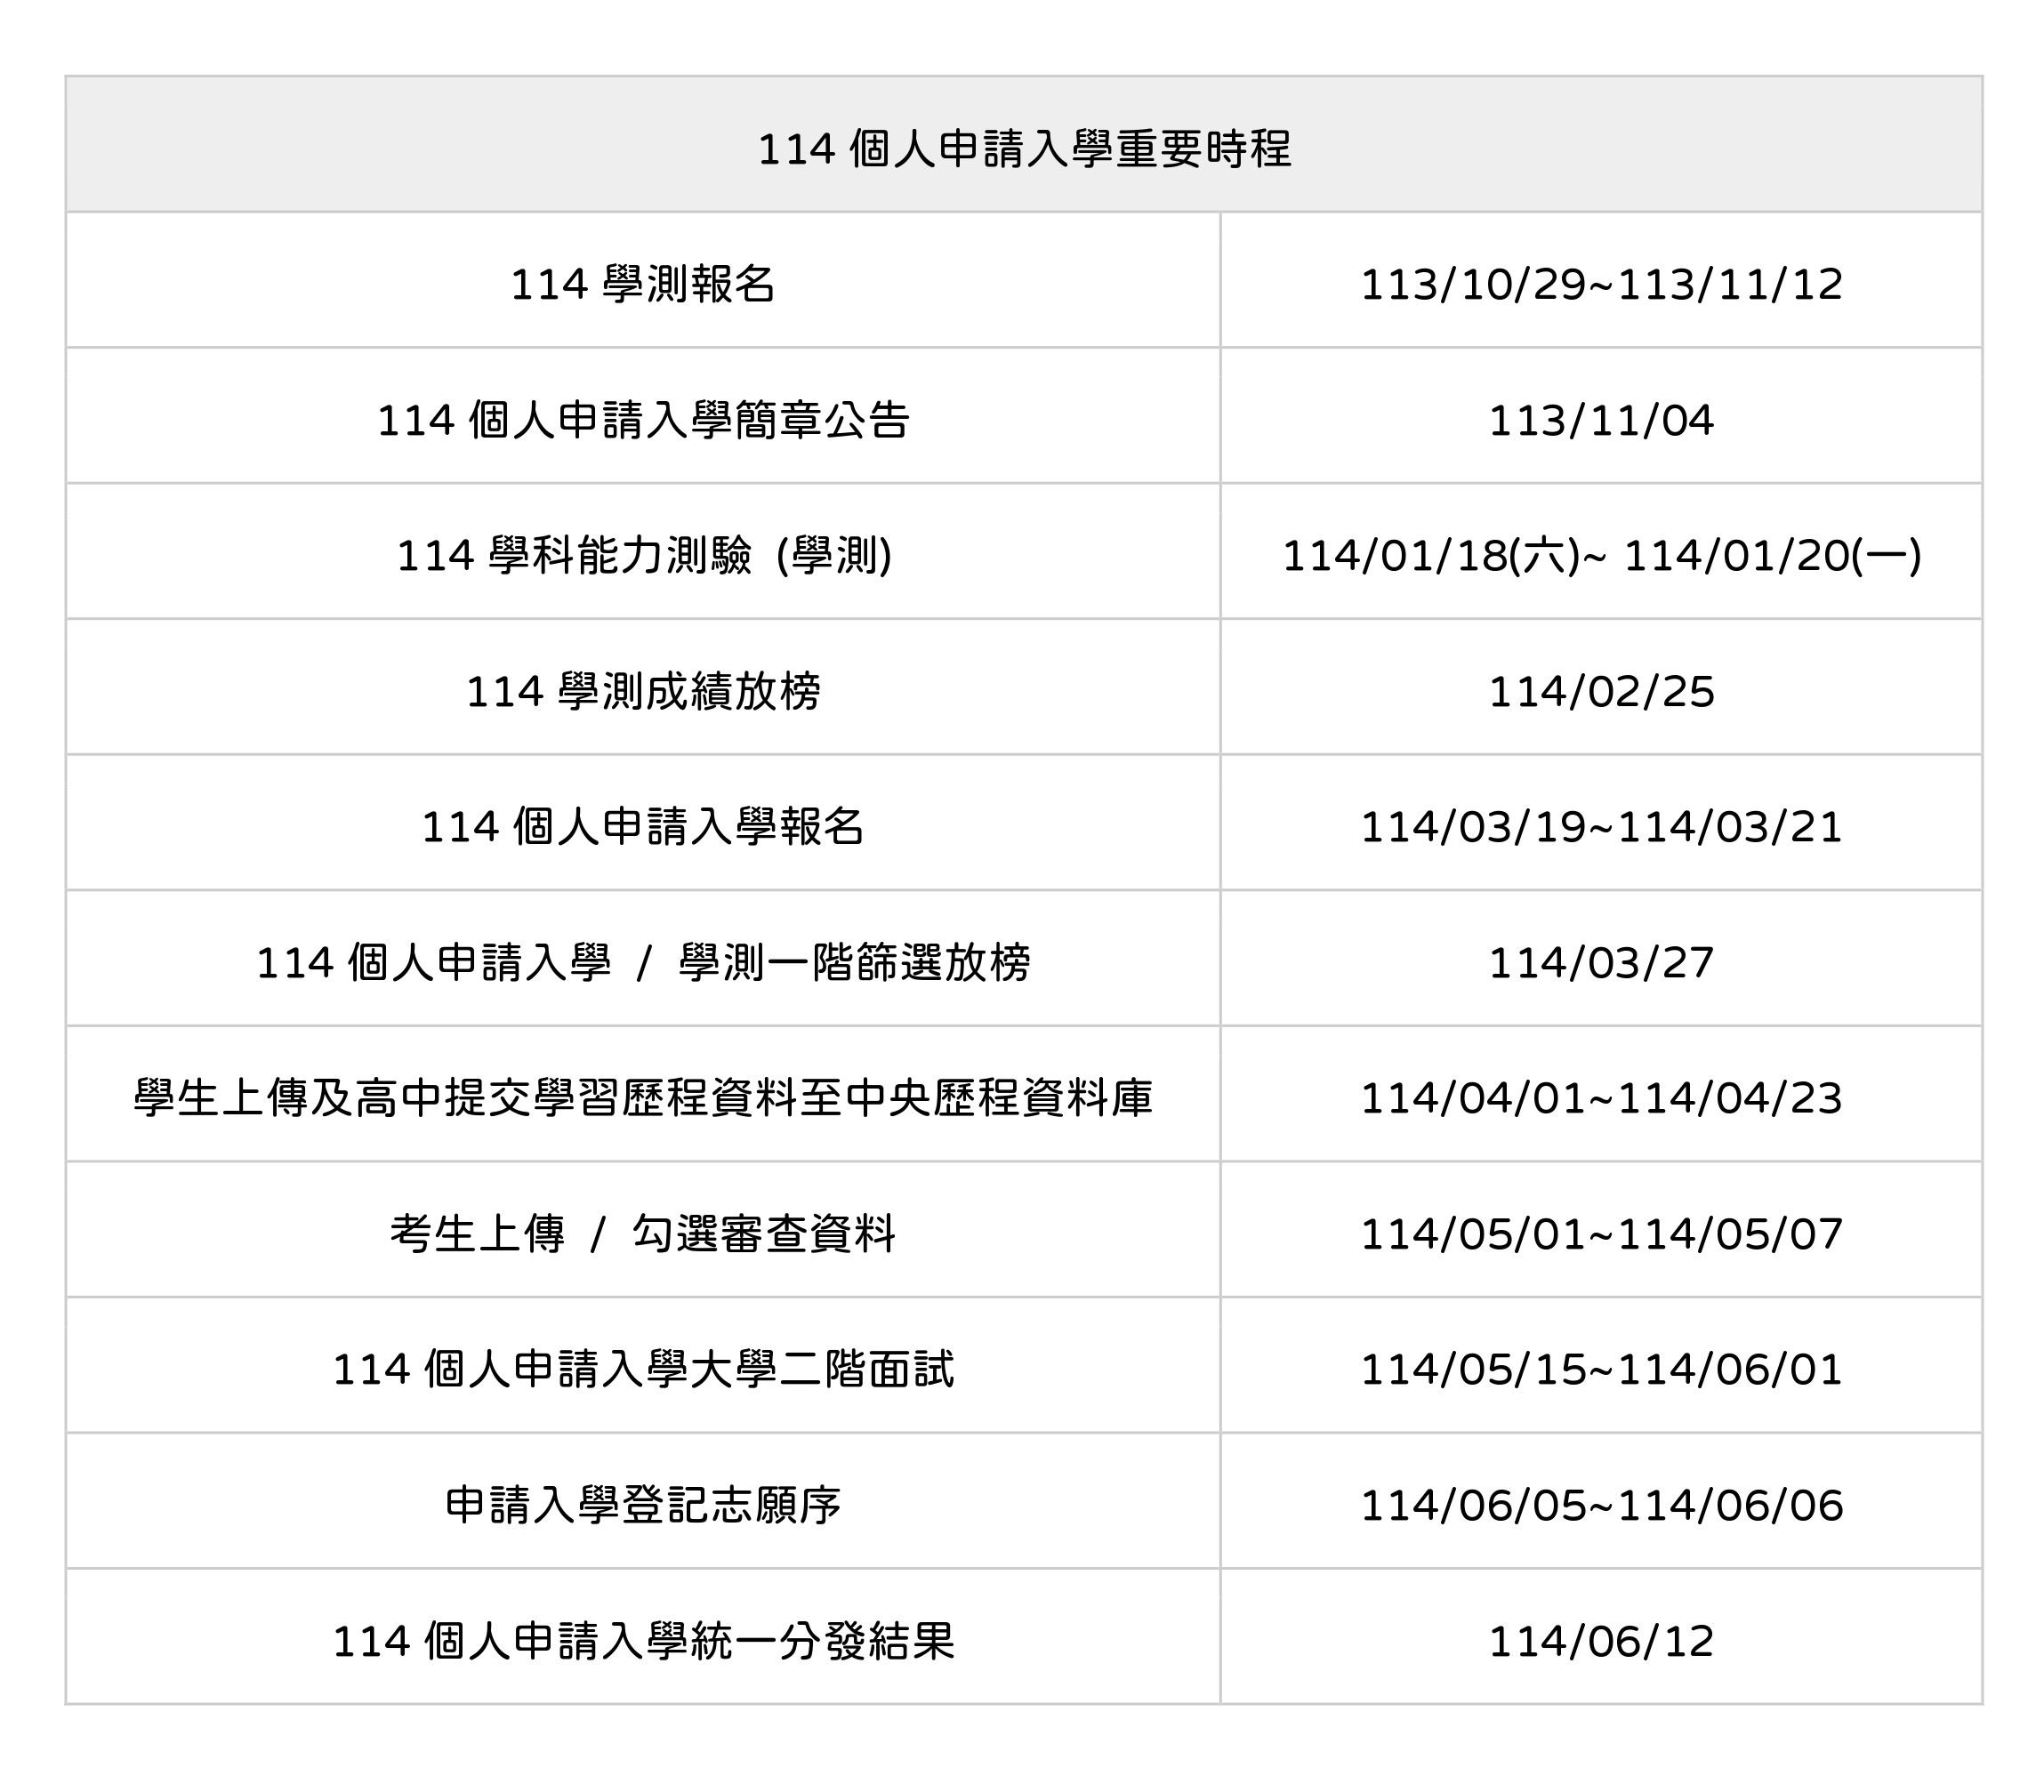 114 個人申請入學重要時程
114 學測報名 113/10/29~113/11/12
114 個人申請入學簡章公告 113/11/04
114 學科能力測驗 (學測) 114/01/18(六)~ 114/01/20(一)
114 學測成績放榜 114/02/25
114 個人申請入學報名 114/03/19~114/03/21
114 個人申請入學 / 學測一階篩選放榜 114/03/27
學生上傳及高中提交學習歷程資料至中央歷程資料庫 114/04/01~114/04/23
考生上傳 / 勾選審查資料 114/05/01~114/05/07
114 個人申請入學大學二階面試 114/05/15~114/06/01
申請入學登記志願序 114/06/05~114/06/06
114 個人申請入學統一分發結果 114/06/12